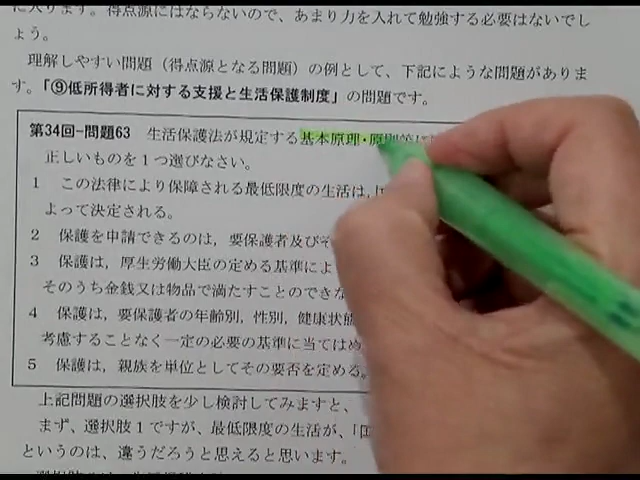 に入ります。得点源にはならないので、あまり力を入れて勉強する必要はないでし
ょう。
理解しやすい問題（得点源となる問題）の例として、下記にような問題がありま
す。「⑨低所得者に対する支援と生活保護制度」の問題です。
第34回−問題63 生活保護法が規定する基本原理・原則
正しいものを１つ選びなさい。
1 この法律により保障される最低限度の生活は，
よって決定される。
2 保護を申請できるのは，要保護者及びそ
3 保護は，厚生労働大臣の定める基準によ
そのうち金銭又は物品で満たすことのできな
4 保護は，要保護者の年齢別，性別，健康状態
考慮することなく一定の必要の基準に当てはめ
5 保護は，親族を単位としてその要否を定める。
上記問題の選択肢を少し検討してみますと、
まず、選択肢１ですが、最低限度の生活が、「
というのは、違うだろうと思えると思います。